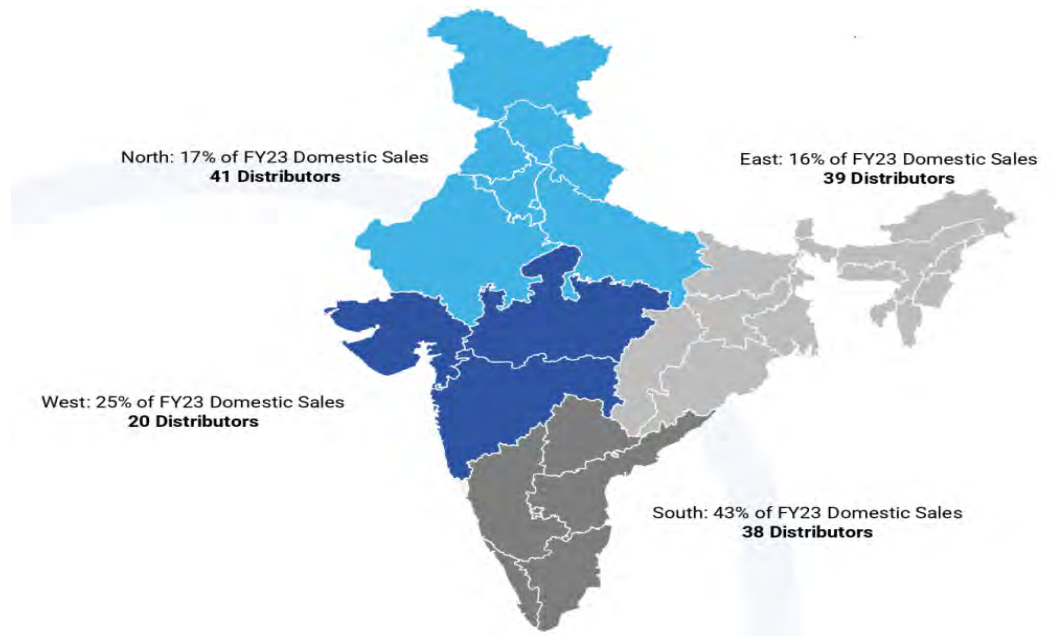 North: 17% of FY23 Domestic Sales
41 Distributors
East: 16% of FY23 Domestic Sales
39 Distributors
West: 25% of FY23 Domestic Sales
20 Distributors
South: 43% of FY23 Domestic Sales
38 Distributors